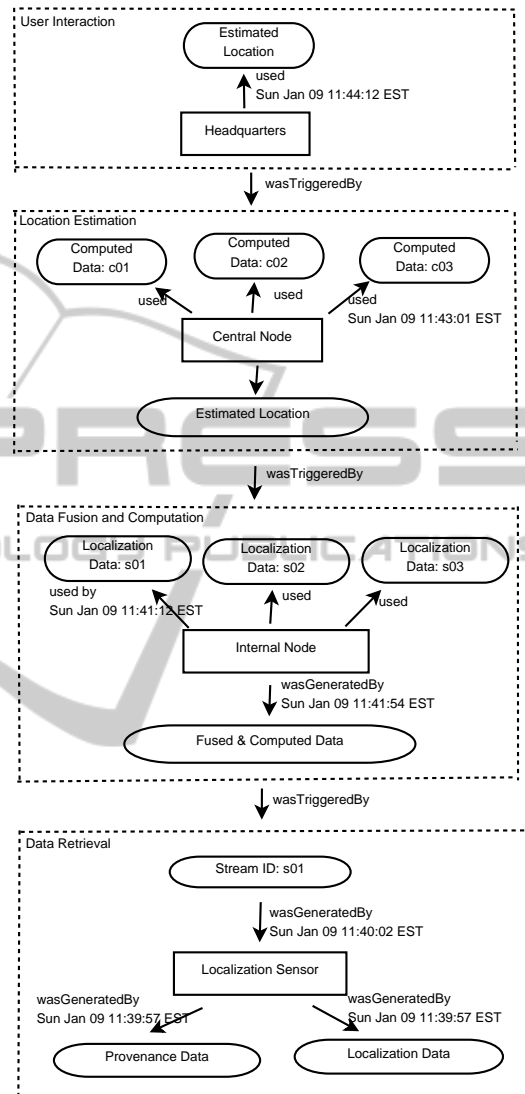 User Interaction
Estimated
Location
used
Sun Jan 09 11:44:12 EST
Headquarters
wasTriggeredBy
Location Estimation
Computed
Data: c01
Computed
Data: c02
Computed
Data: c03
used
used
used
Sun Jan 09 11:43:01 EST
Central Node
Estimated Location
PRESS
wasTriggeredBy
Data Fusion and Computation
OLOGY PUBLICATIONS
Localization
Data: s01
Localization
Data: s02
Localization
Data: s03
used by
Sun Jan 09 11:41:12 EST
used
used
Internal Node
wasGeneratedBy
Sun Jan 09 11:41:54 EST
Fused & Computed Data
wasTriggeredBy
Data Retrieval
Stream ID: s01
wasGeneratedBy
Sun Jan 09 11:40:02 EST
Localization Sensor
wasGeneratedBy
Sun Jan 09 11:39:57 EST
wasGeneratedBy
Sun Jan 09 11:39:57 EST
Provenance Data
Localization Data